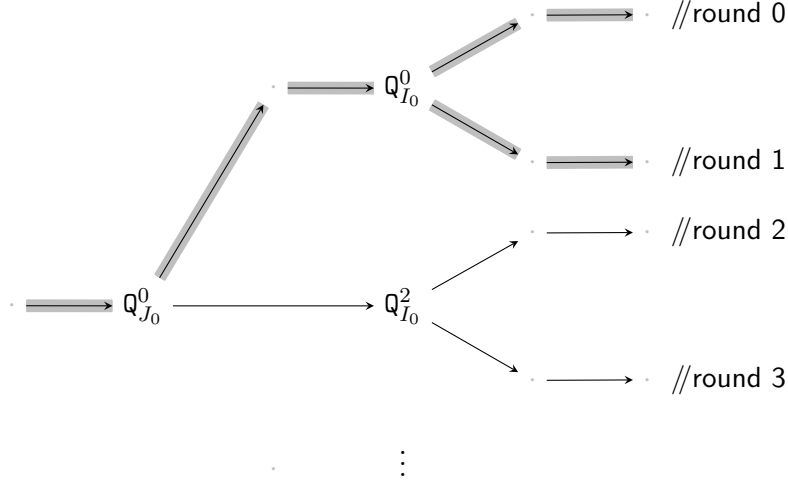 //round 0
Q^0_{I_0}
//round 1
//round 2
Q^0_{J_0} Q^2_{I_0}
//round 3
⋮